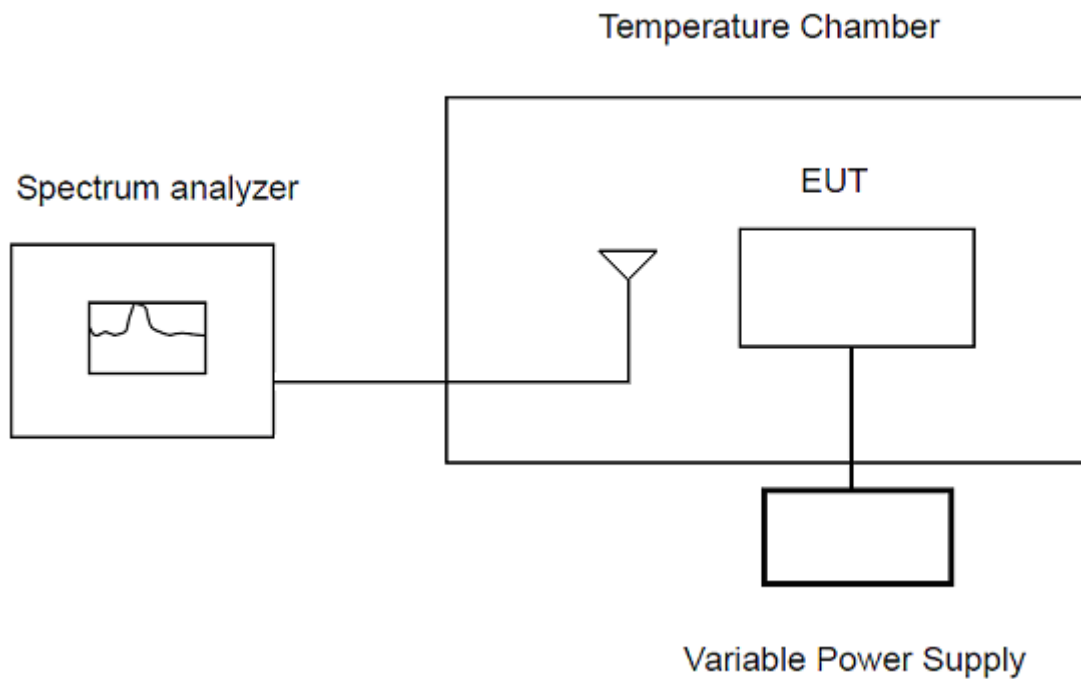 Temperature Chamber
Spectrum analyzer
EUT
Variable Power Supply